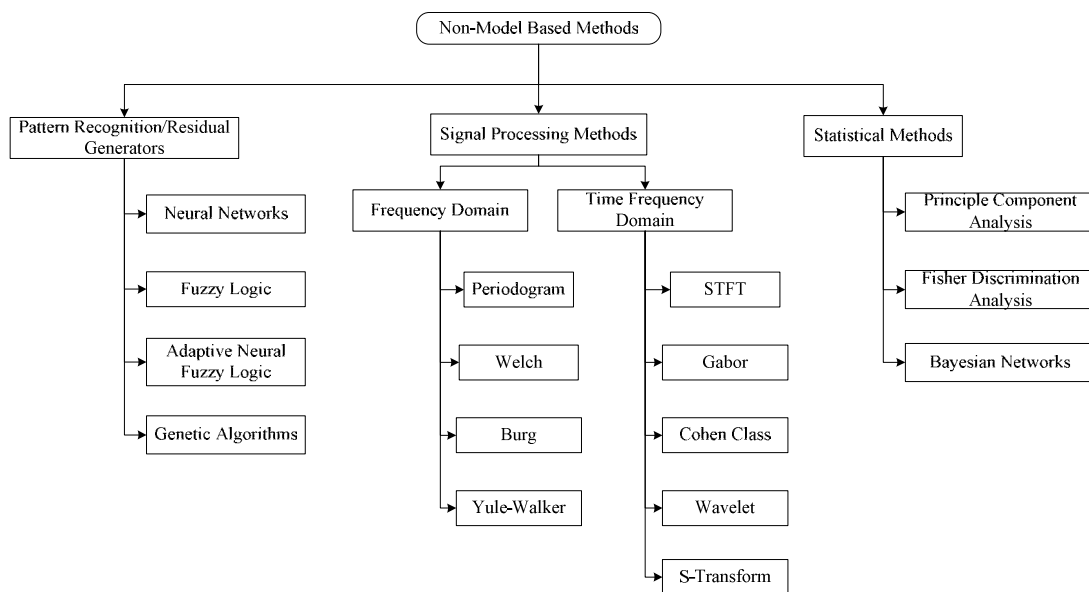 Non-Model Based Methods
Pattern Recognition/Residual
Generators
Neural Networks
Fuzzy Logic
Adaptive Neural
Fuzzy Logic
Genetic Algorithms
Signal Processing Methods
Frequency Domain
Periodogram
Welch
Burg
Yule-Walker
Time Frequency
Domain
STFT
Gabor
Cohen Class
Wavelet
S-Transform
Statistical Methods
Principle Component
Analysis
Fisher Discrimination
Analysis
Bayesian Networks